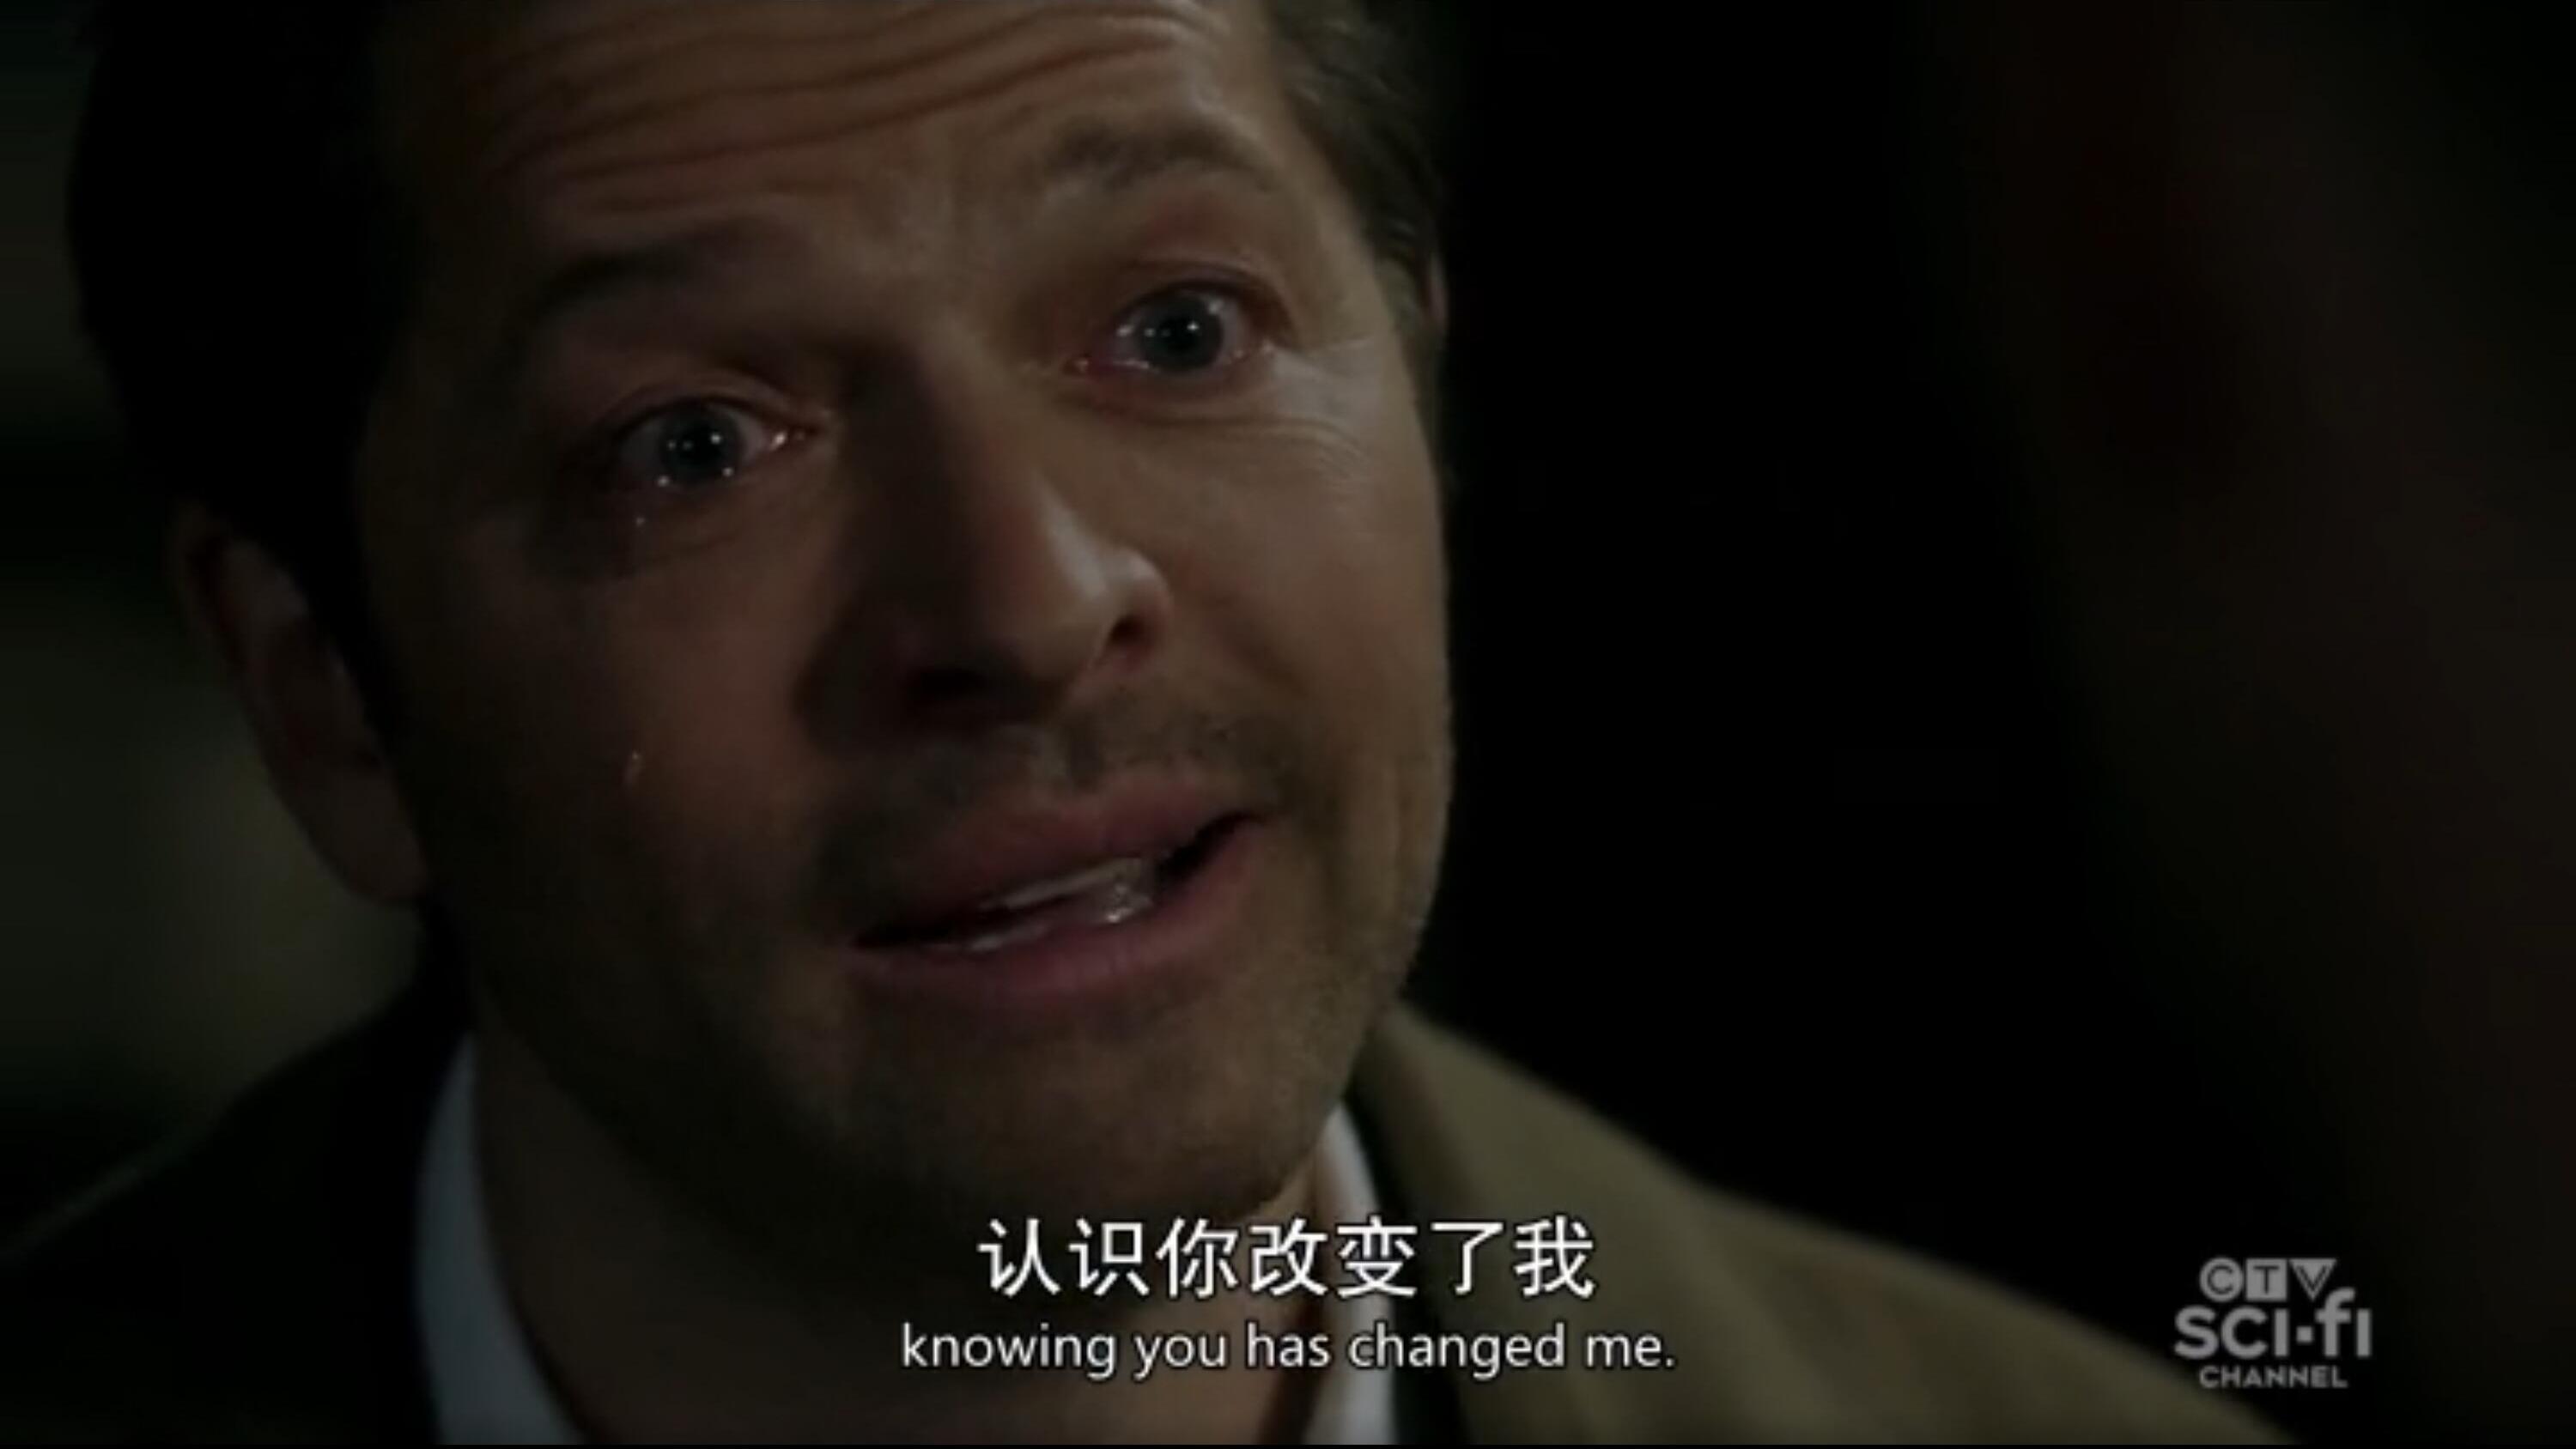 认识你改变了我
knowing you has changed me.
CTV
SCI-FI
CHANNEL